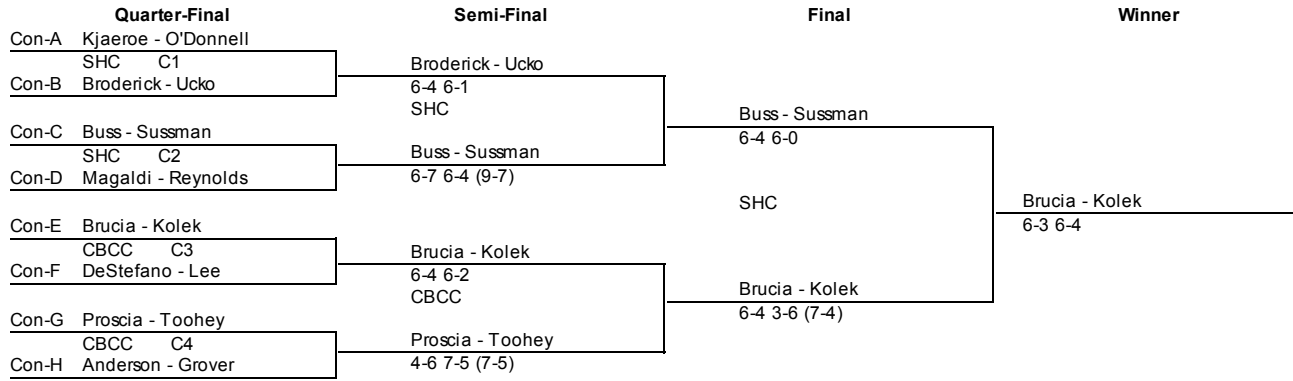 Quarter-Final Semi-Final Final Winner
Con-A Kjaeroe - O'Donnell
SHC C1
Con-B Broderick - Ucko
Broderick - Ucko
6-4 6-1
SHC
Con-C Buss - Sussman
SHC C2
Con-D Magaldi - Reynolds
Buss - Sussman
6-7 6-4 (9-7)
Buss - Sussman
6-4 6-0
SHC
Con-E Brucia - Kolek
CBCC C3
Con-F DeStefano - Lee
Brucia - Kolek
6-4 6-2
CBCC
Con-G Proscia - Toohey
CBCC C4
Con-H Anderson - Grover
Proscia - Toohey
4-6 7-5 (7-5)
Brucia - Kolek
6-4 3-6 (7-4)
Brucia - Kolek
6-3 6-4